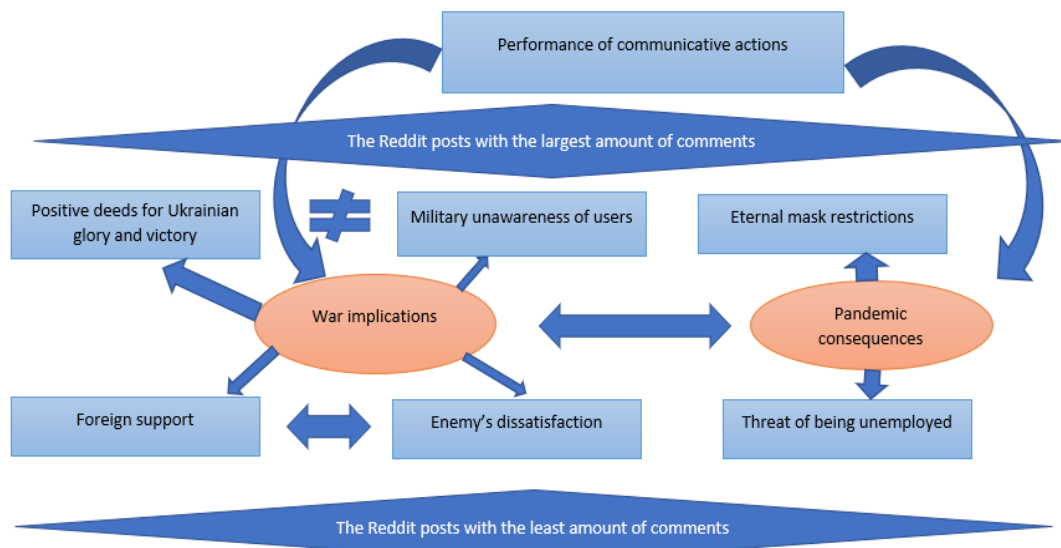 Performance of communicative actions
The Reddit posts with the largest amount of comments
Positive deeds for Ukrainian
glory and victory
≠
Military unawareness of users
Eternal mask restrictions
War implications
Pandemic
consequences
Foreign support
Enemy's dissatisfaction
Threat of being unemployed
The Reddit posts with the least amount of comments